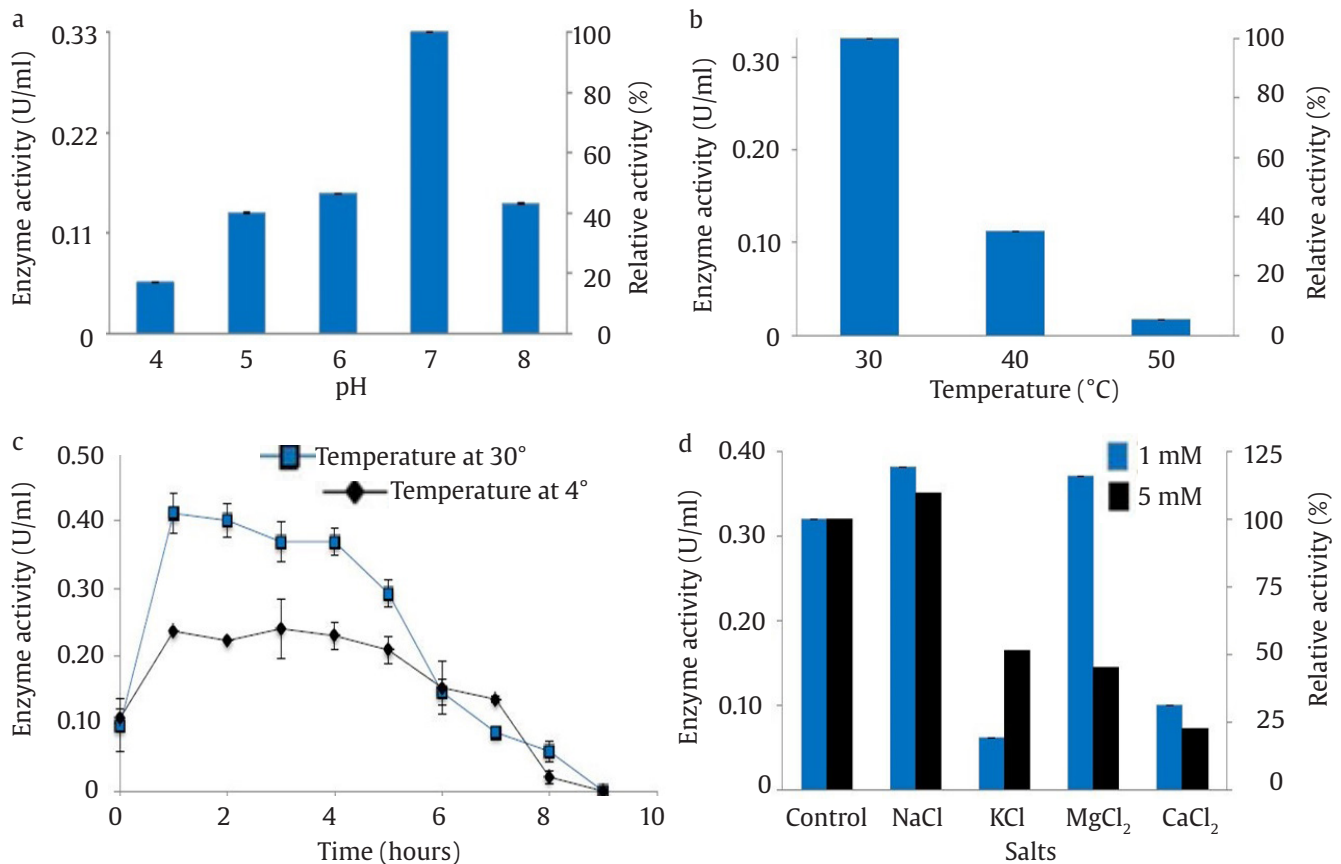 a
Enzyme activity (U/ml)
0.33
0.22
0.11
0
100
80
60
40
20
0
Relative activity (%)
4 5 6 7 8
pH
b
Enzyme activity (U/ml)
0.30
0.20
0.10
0
100
80
60
40
20
0
Relative activity (%)
30 40 50
Temperature (°C)
c
Enzyme activity (U/ml)
0.50
0.40
0.30
0.20
0.10
0
Temperature at 30°
Temperature at 4°
0 2 4 6 8 10
Time (hours)
d
Enzyme activity (U/ml)
0.40
0.30
0.20
0.10
0
1 mM
5 mM
125
100
75
50
25
0
Relative activity (%)
Control NaCl KCl MgCl₂ CaCl₂
Salts